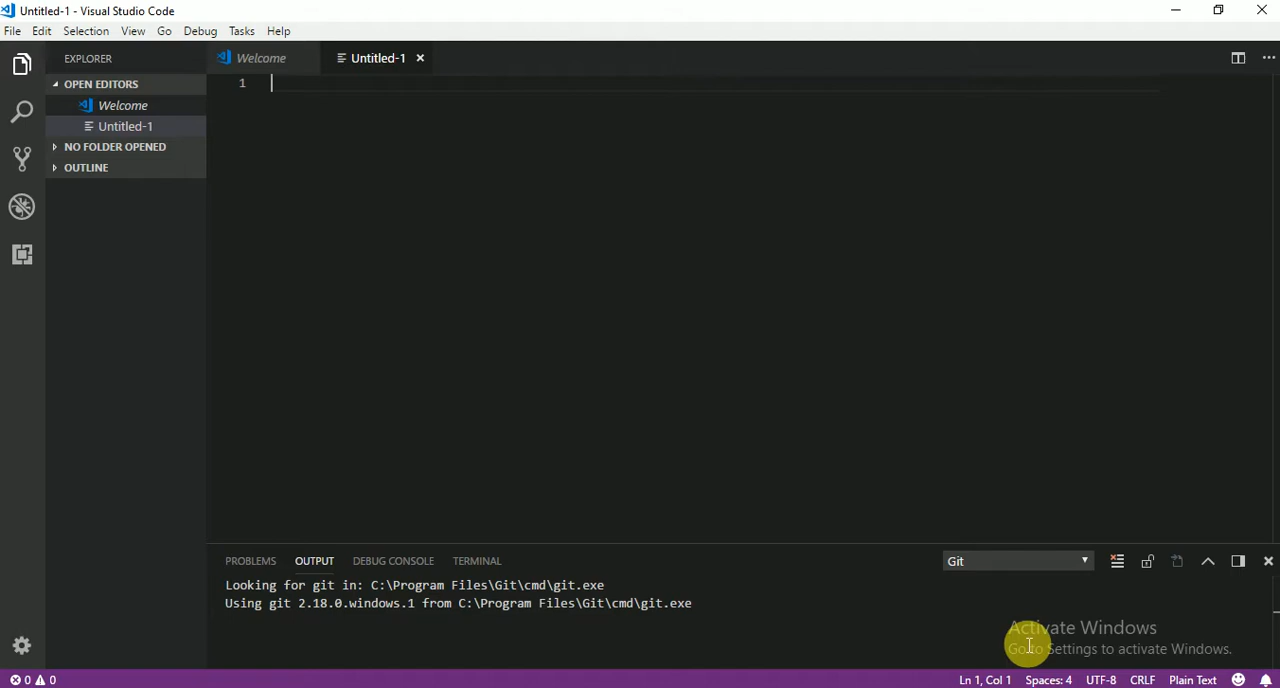 Untitled-1 - Visual Studio Code
File Edit Selection View Go Debug Tasks Help
EXPLORER
OPEN EDITORS
Welcome
Untitled-1
NO FOLDER OPENED
OUTLINE
Welcome
Untitled-1
1
PROBLEMS OUTPUT DEBUG CONSOLE TERMINAL
Git
Looking for git in: C:\Program Files\Git\cmd\git.exe
Using git 2.18.0.windows.1 from C:\Program Files\Git\cmd\git.exe
Activate Windows
Go to Settings to activate Windows.
0 0
Ln 1, Col 1 Spaces: 4 UTF-8 CRLF Plain Text